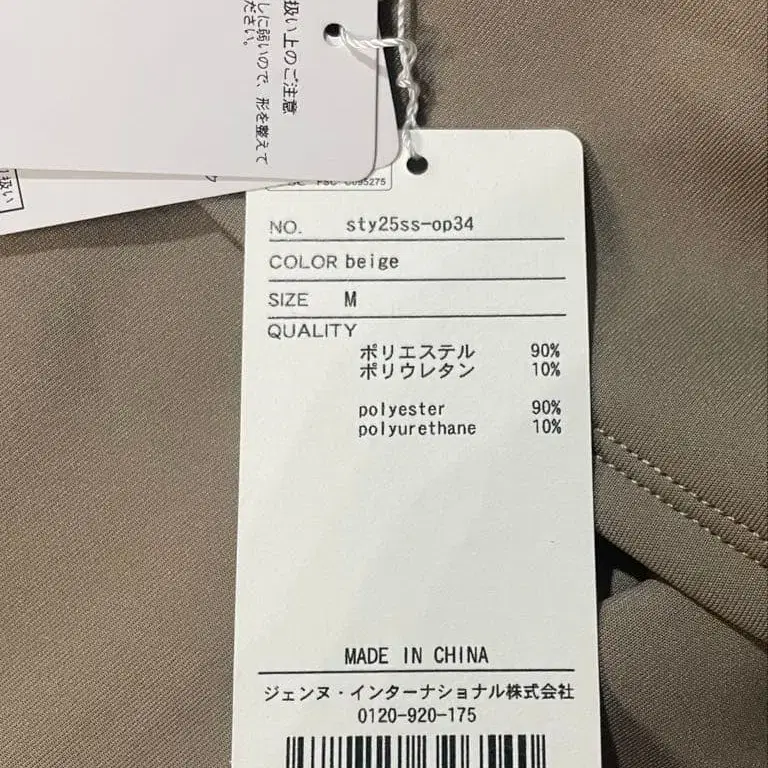 扱い上のご注意
しに弱いので、形を整えて
ださい。
扱い
FSC C095275
NO. sty25ss-op34
COLOR beige
SIZE M
QUALITY
ポリエステル 90%
ポリウレタン 10%
polyester 90%
polyurethane 10%
MADE IN CHINA
ジェンヌ・インターナショナル株式会社
0120-920-175